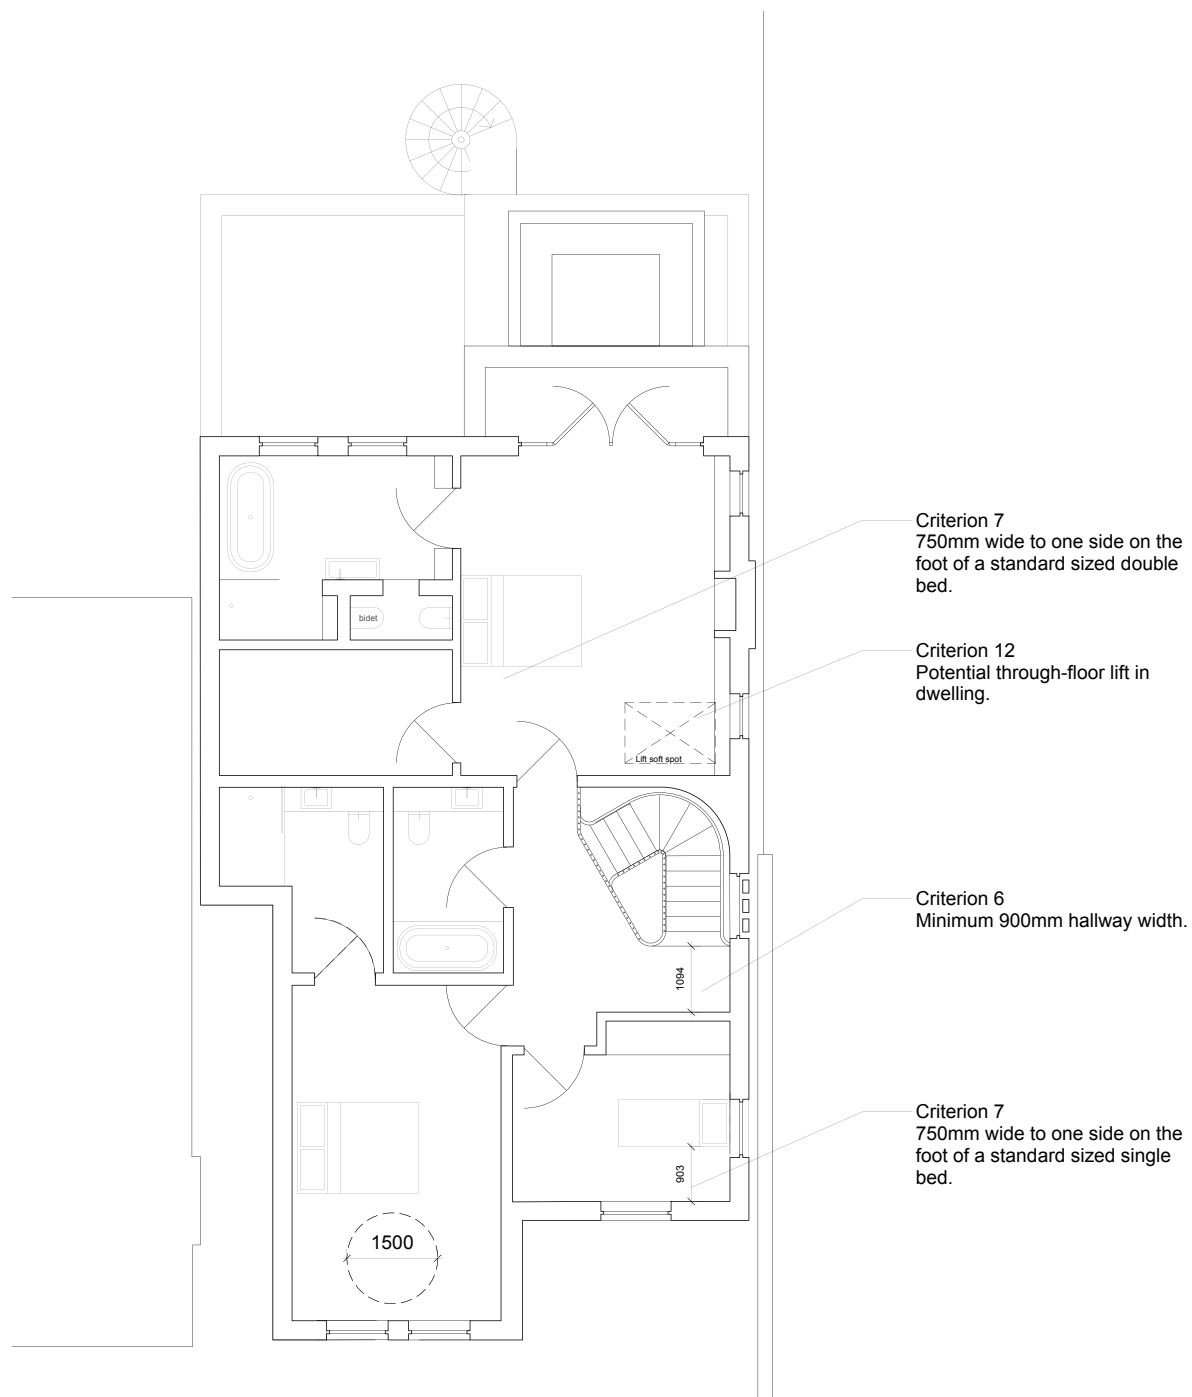 bidet
Criterion 7
750mm wide to one side on the
foot of a standard sized double
bed.
Criterion 12
Potential through-floor lift in
dwelling.
Lift soft spot
Criterion 6
Minimum 900mm hallway width.
1094
Criterion 7
750mm wide to one side on the
foot of a standard sized single
bed.
903
1500